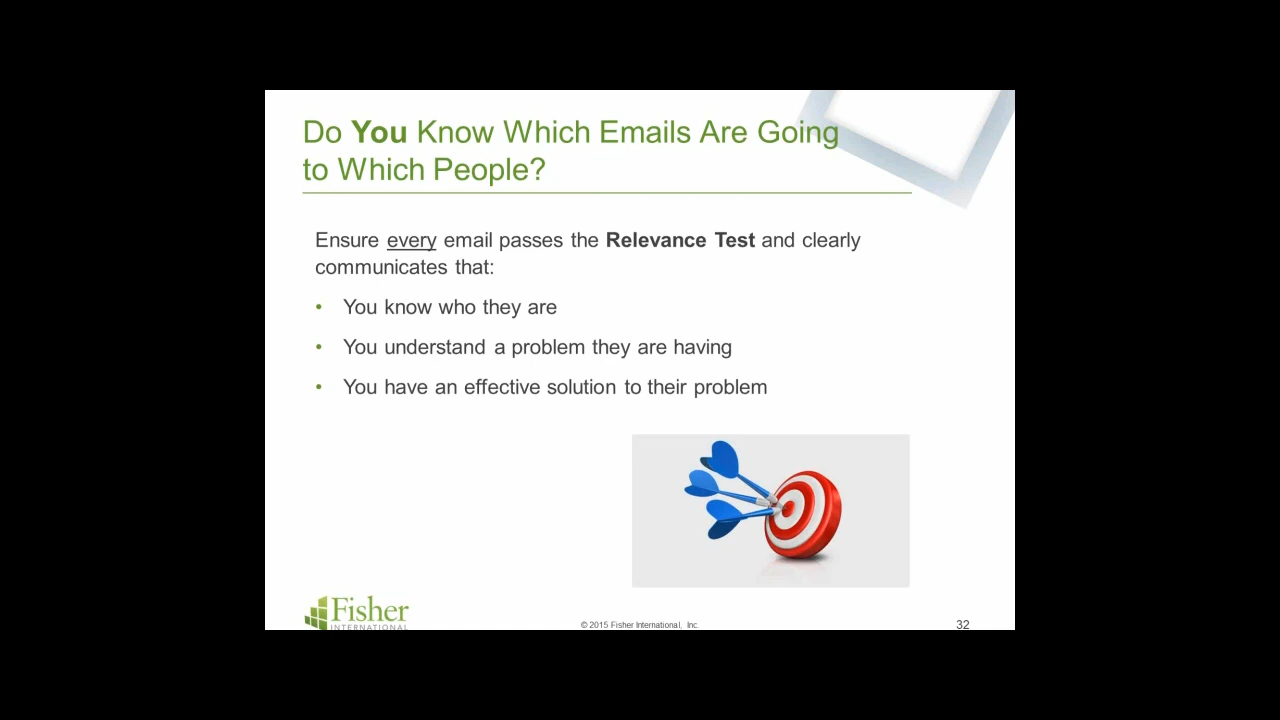 Do You Know Which Emails Are Going
to Which People?
Ensure every email passes the Relevance Test and clearly
communicates that:
• You know who they are
• You understand a problem they are having
• You have an effective solution to their problem
Fisher
INTERNATIONAL
© 2015 Fisher International, Inc.
32